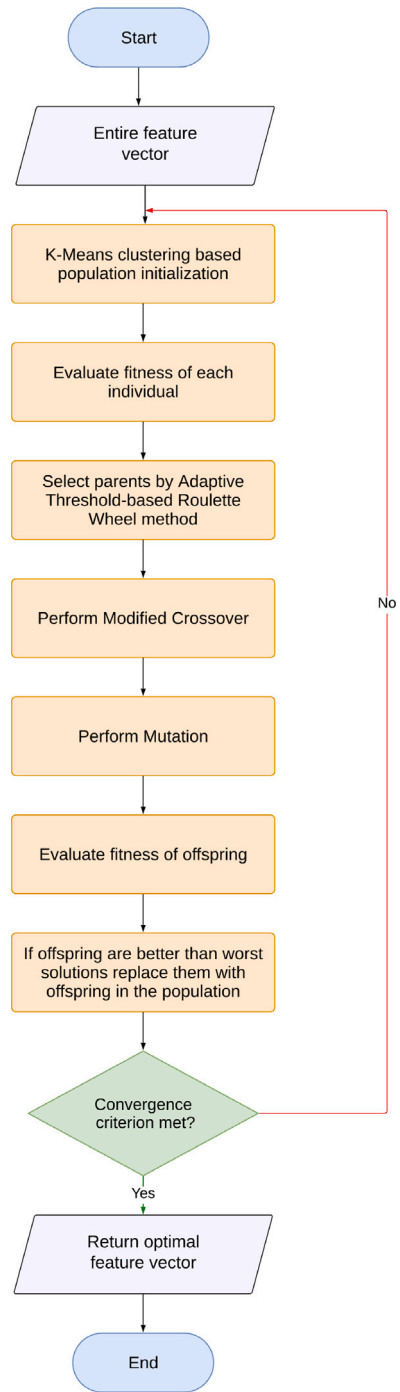 Start
Entire feature
vector
K-Means clustering based
population initialization
Evaluate fitness of each
individual
Select parents by Adaptive
Threshold-based Roulette
Wheel method
Perform Modified Crossover
No
Perform Mutation
Evaluate fitness of offspring
If offspring are better than worst
solutions replace them with
offspring in the population
Convergence
criterion met?
Yes
Return optimal
feature vector
End